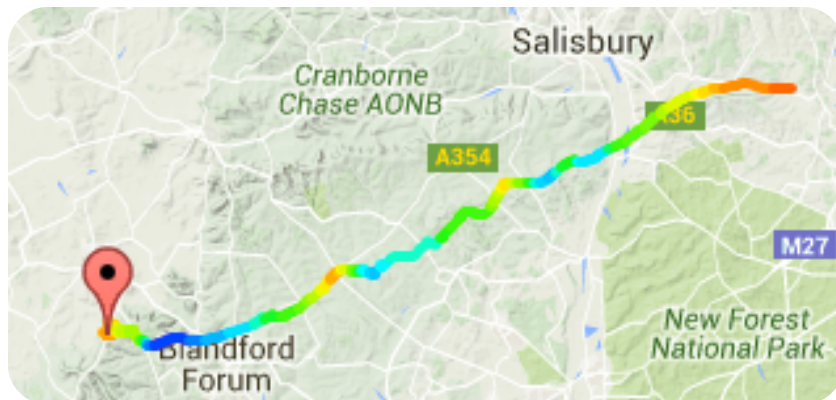 Salisbury
Cranborne
Chase AONB
A36
A354
M27
New Forest
National Park
Blandford
Forum